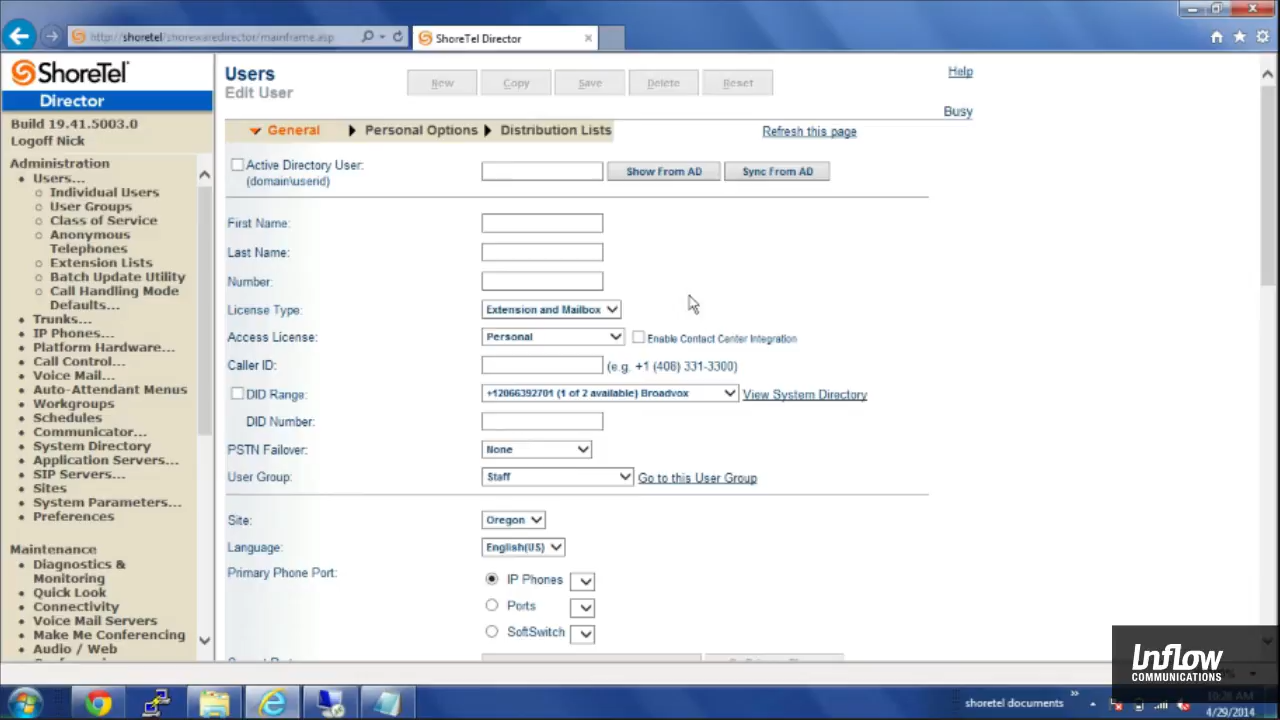 http://shoretel/shorewaredirector/mainframe.asp
ShoreTel Director
ShoreTel
Director
Build 19.41.5003.0
Logoff Nick
Administration
Users...
Individual Users
User Groups
Class of Service
Anonymous
Telephones
Extension Lists
Batch Update Utility
Call Handling Mode
Defaults...
Trunks...
IP Phones...
Platform Hardware...
Call Control...
Voice Mail...
Auto-Attendant Menus
Workgroups
Schedules
Communicator...
System Directory
Application Servers...
SIP Servers...
Sites
System Parameters...
Preferences
Maintenance
Diagnostics &
Monitoring
Quick Look
Connectivity
Voice Mail Servers
Make Me Conferencing
Audio / Web
Users
Edit User
New Copy Save Delete Reset
Help
Busy
General Personal Options Distribution Lists
Refresh this page
Active Directory User:
(domain\userid)
Show From AD Sync From AD
First Name:
Last Name:
Number:
License Type: Extension and Mailbox
Access License: Personal Enable Contact Center Integration
Caller ID: (e.g. +1 (408) 331-3300)
DID Range: +12066392701 (1 of 2 available) Broadvox View System Directory
DID Number:
PSTN Failover: None
User Group: Staff Go to this User Group
Site: Oregon
Language: English(US)
Primary Phone Port: IP Phones
Ports
SoftSwitch
Inflow
COMMUNICATIONS
shoretel documents
10:28 AM
4/29/2014